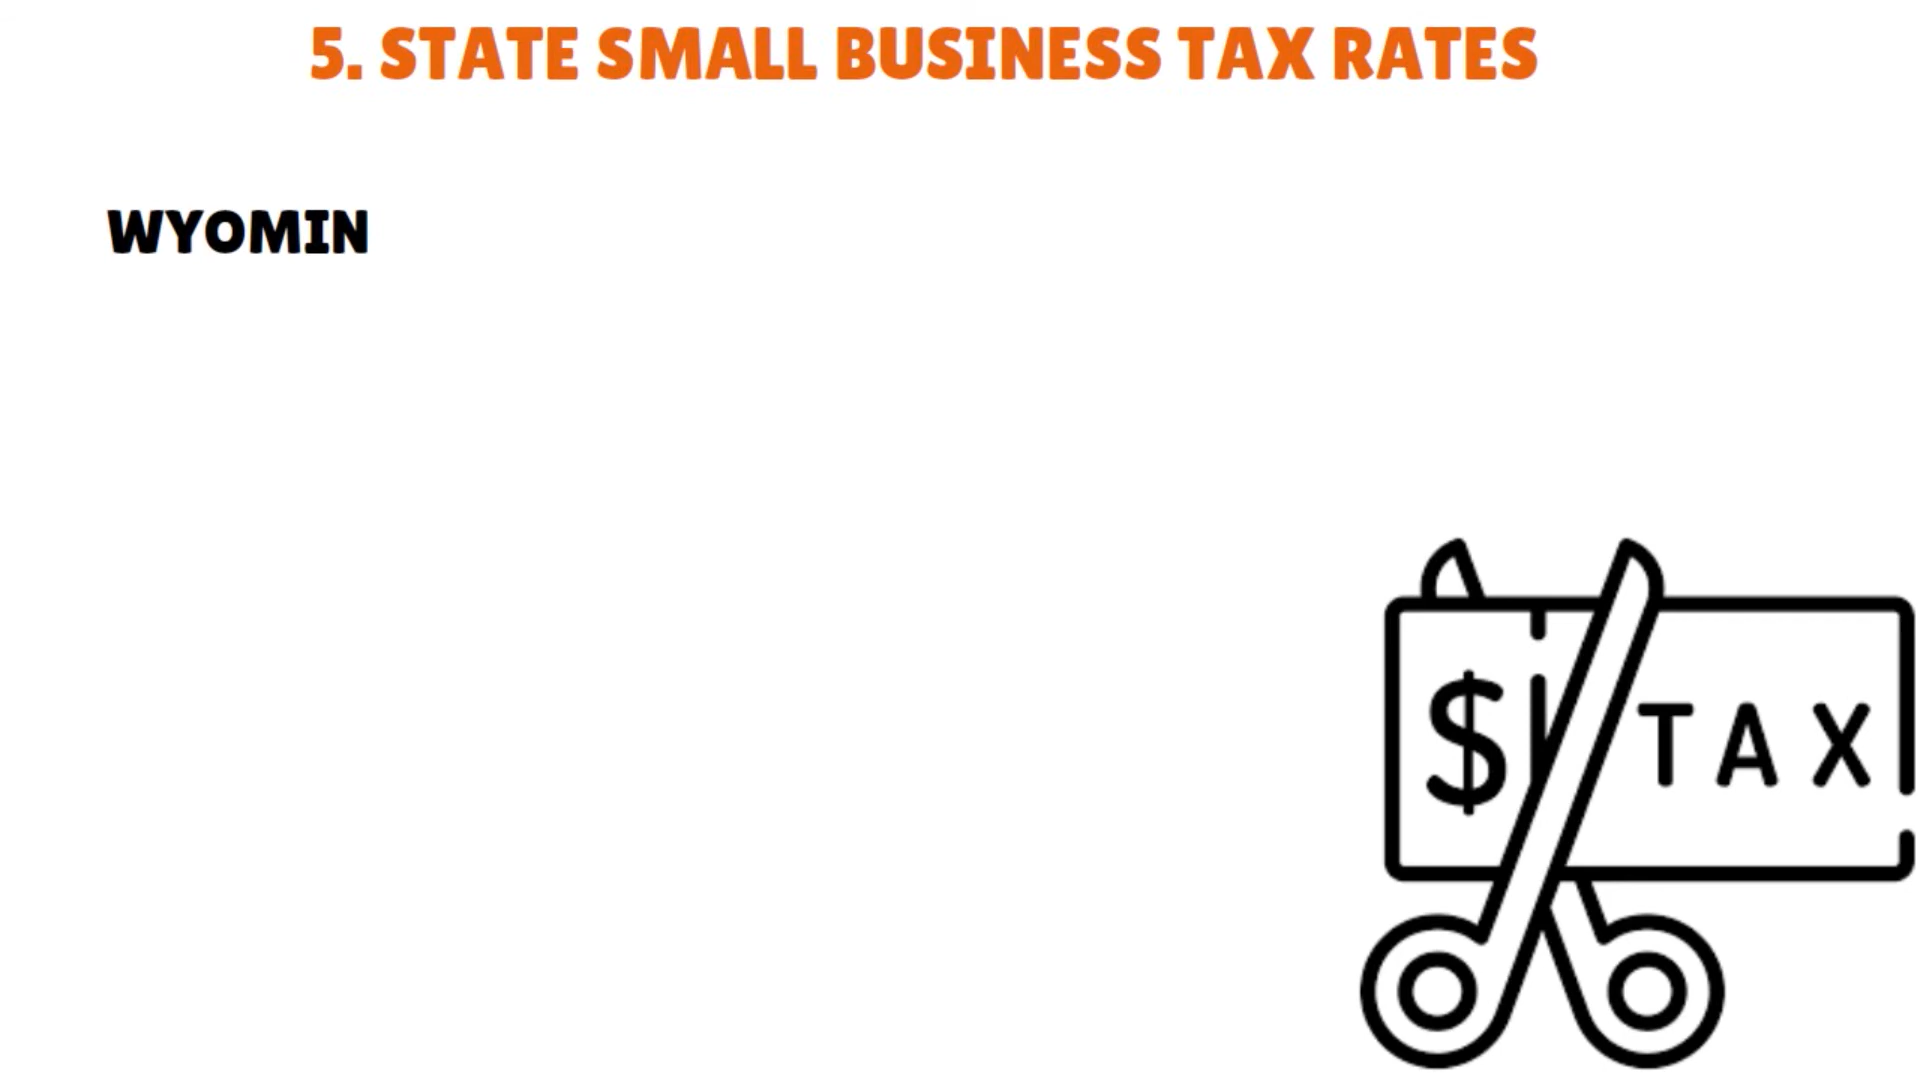 5. STATE SMALL BUSINESS TAX RATES
WYOMIN
$ TAX